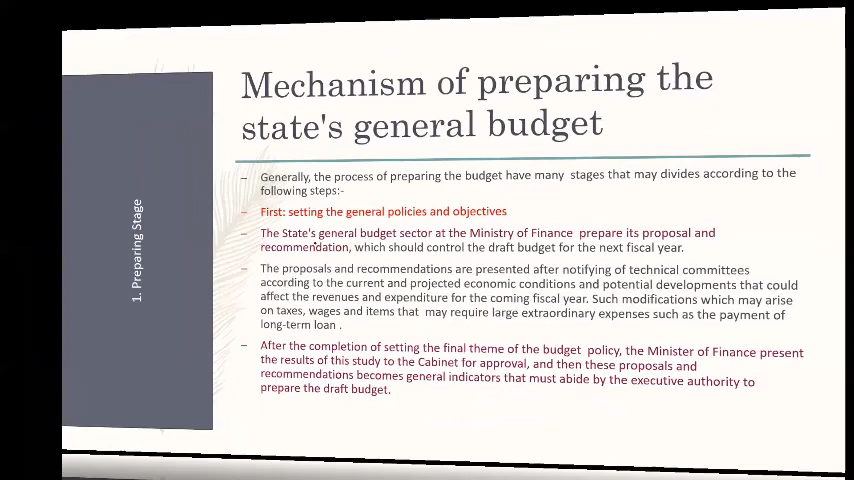 Mechanism of preparing the
state's general budget
1. Preparing Stage
– Generally, the process of preparing the budget have many stages that may divides according to the
following steps:-
– First: setting the general policies and objectives
– The State's general budget sector at the Ministry of Finance prepare its proposal and
recommendation, which should control the draft budget for the next fiscal year.
– The proposals and recommendations are presented after notifying of technical committees
according to the current and projected economic conditions and potential developments that could
affect the revenues and expenditure for the coming fiscal year. Such modifications which may arise
on taxes, wages and items that may require large extraordinary expenses such as the payment of
long-term loan .
– After the completion of setting the final theme of the budget policy, the Minister of Finance present
the results of this study to the Cabinet for approval, and then these proposals and
recommendations becomes general indicators that must abide by the executive authority to
prepare the draft budget.